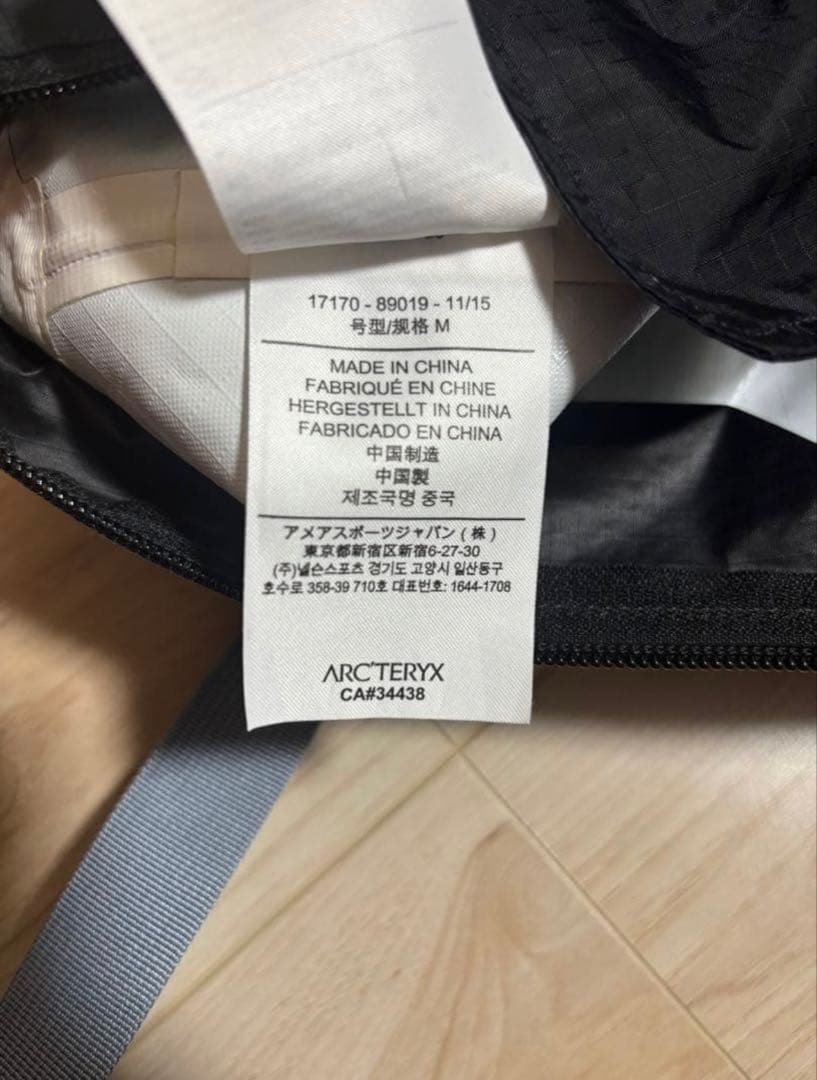 17170 - 89019 - 11/15
号型/规格 M
MADE IN CHINA
FABRIQUÉ EN CHINE
HERGESTELLT IN CHINA
FABRICADO EN CHINA
中国制造
中国製
제조국명 중국
アメアスポーツジャパン ( 株 )
東京都新宿区新宿6-27-30
(주)넬슨스포츠 경기도 고양시 일산동구
호수로 358-39 710호 대표번호: 1644-1708
ARC'TERYX
CA#34438